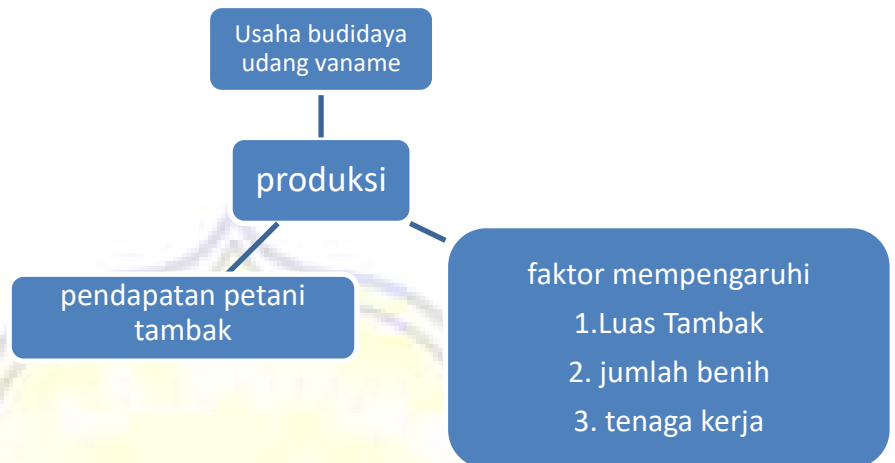 Usaha budidaya
udang vaname
produksi
pendapatan petani
tambak
faktor mempengaruhi
1.Luas Tambak
2. jumlah benih
3. tenaga kerja